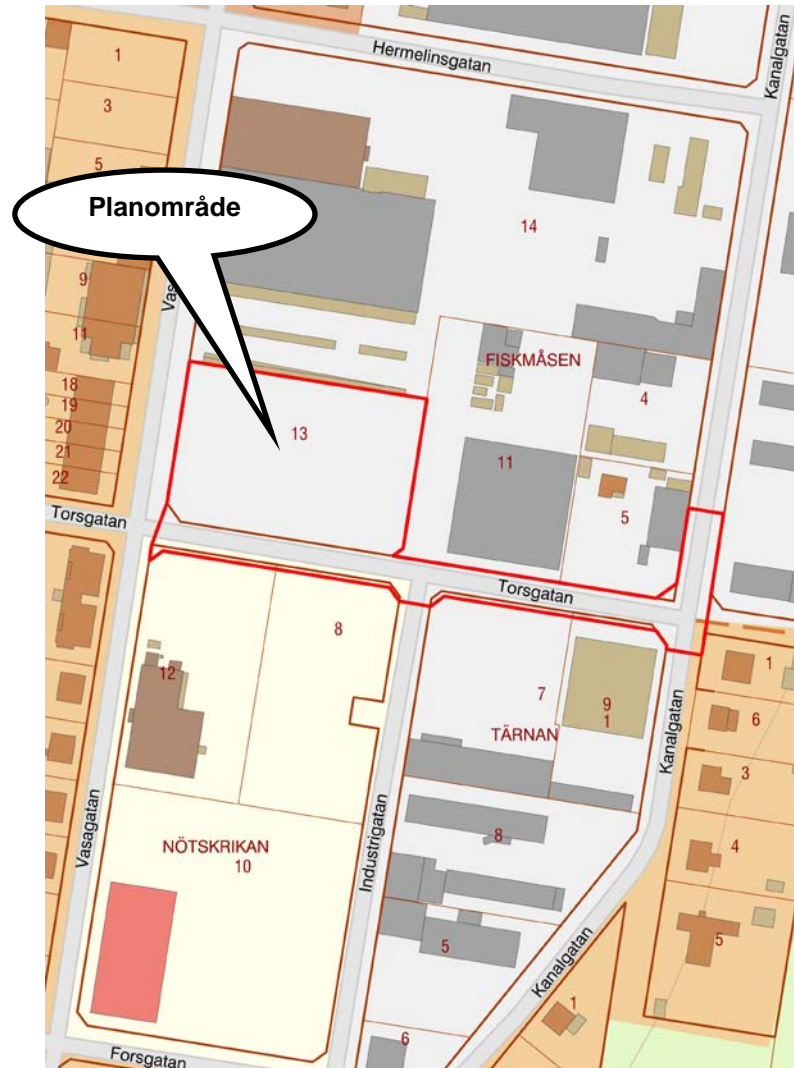 Hermelinsgatan
Kanalgatan
1
3
5
Planområde
14
9
Vas
11
FISKMÅSEN
18
19
20
21
22
4
13
11
5
Torsgatan
Torsgatan
8
12
7
9
1
1
6
TÄRNAN
Kanalgatan
3
NÖTSKRIKAN
10
Vasagatan
Industrigatan
8
4
5
5
Kanalgatan
1
6
Forsgatan